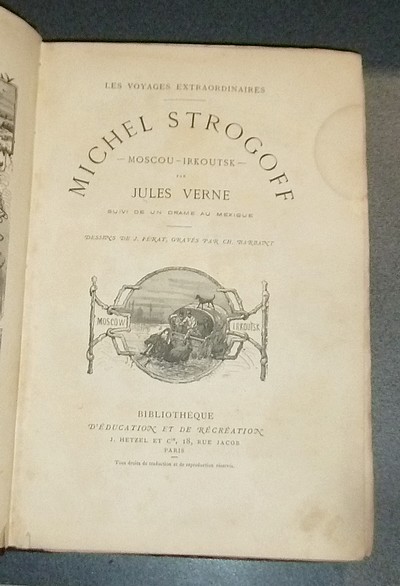 LES VOYAGES EXTRAORDINAIRES
MICHEL STROGOFF
— MOSCOU – IRKOUTSK —
PAR
JULES VERNE
SUIVI DE UN DRAME AU MEXIQUE
DESSINS DE J. FÉRAT, GRAVÉS PAR CH. BARBANT
MOSCOW IRKOUTSK
BIBLIOTHÈQUE
D'ÉDUCATION ET DE RÉCRÉATION
J. HETZEL ET Cie, 18, RUE JACOB
PARIS
Tous droits de traduction et de reproduction réservés.